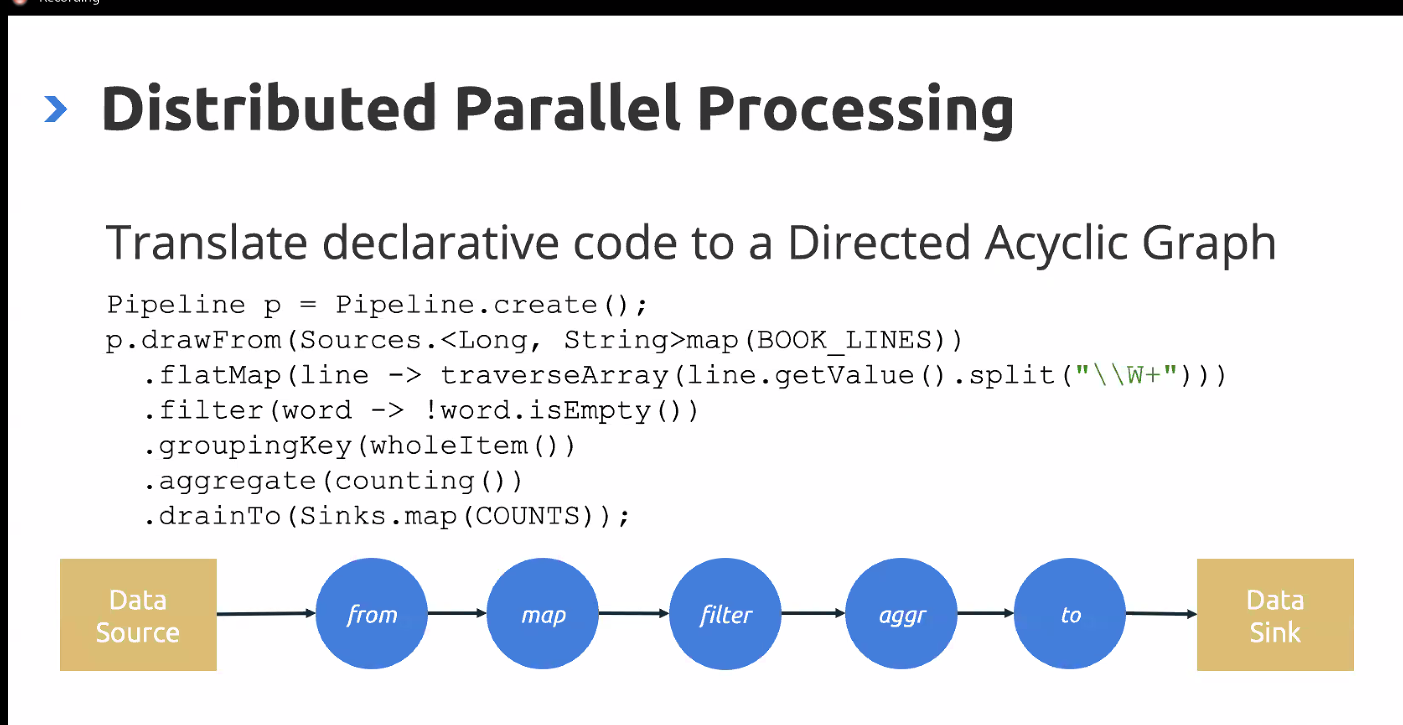 Recording
Distributed Parallel Processing
Translate declarative code to a Directed Acyclic Graph
Pipeline p = Pipeline.create();
p.drawFrom(Sources.<Long, String>map(BOOK_LINES))
.flatMap(line -> traverseArray(line.getValue().split("\\W+")))
.filter(word -> !word.isEmpty())
.groupingKey(wholeItem())
.aggregate(counting())
.drainTo(Sinks.map(COUNTS));
Data
Source
from
map
filter
aggr
to
Data
Sink